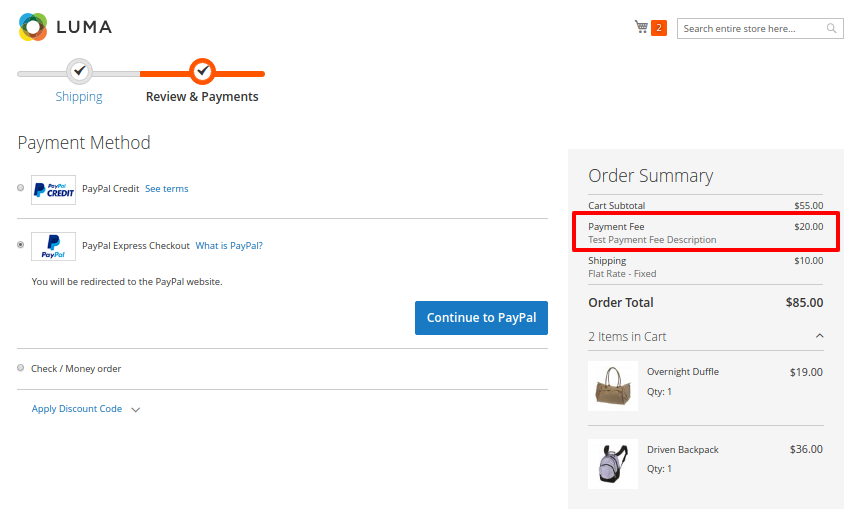 LUMA
2
Search entire store here...
Shipping
Review & Payments
Payment Method
PayPal CREDIT
PayPal Credit See terms
PayPal
PayPal Express Checkout What is PayPal?
You will be redirected to the PayPal website.
Continue to PayPal
Check / Money order
Apply Discount Code
Order Summary
Cart Subtotal $55.00
Payment Fee $20.00
Test Payment Fee Description
Shipping $10.00
Flat Rate - Fixed
Order Total $85.00
2 Items in Cart
Overnight Duffle $19.00
Qty: 1
Driven Backpack $36.00
Qty: 1